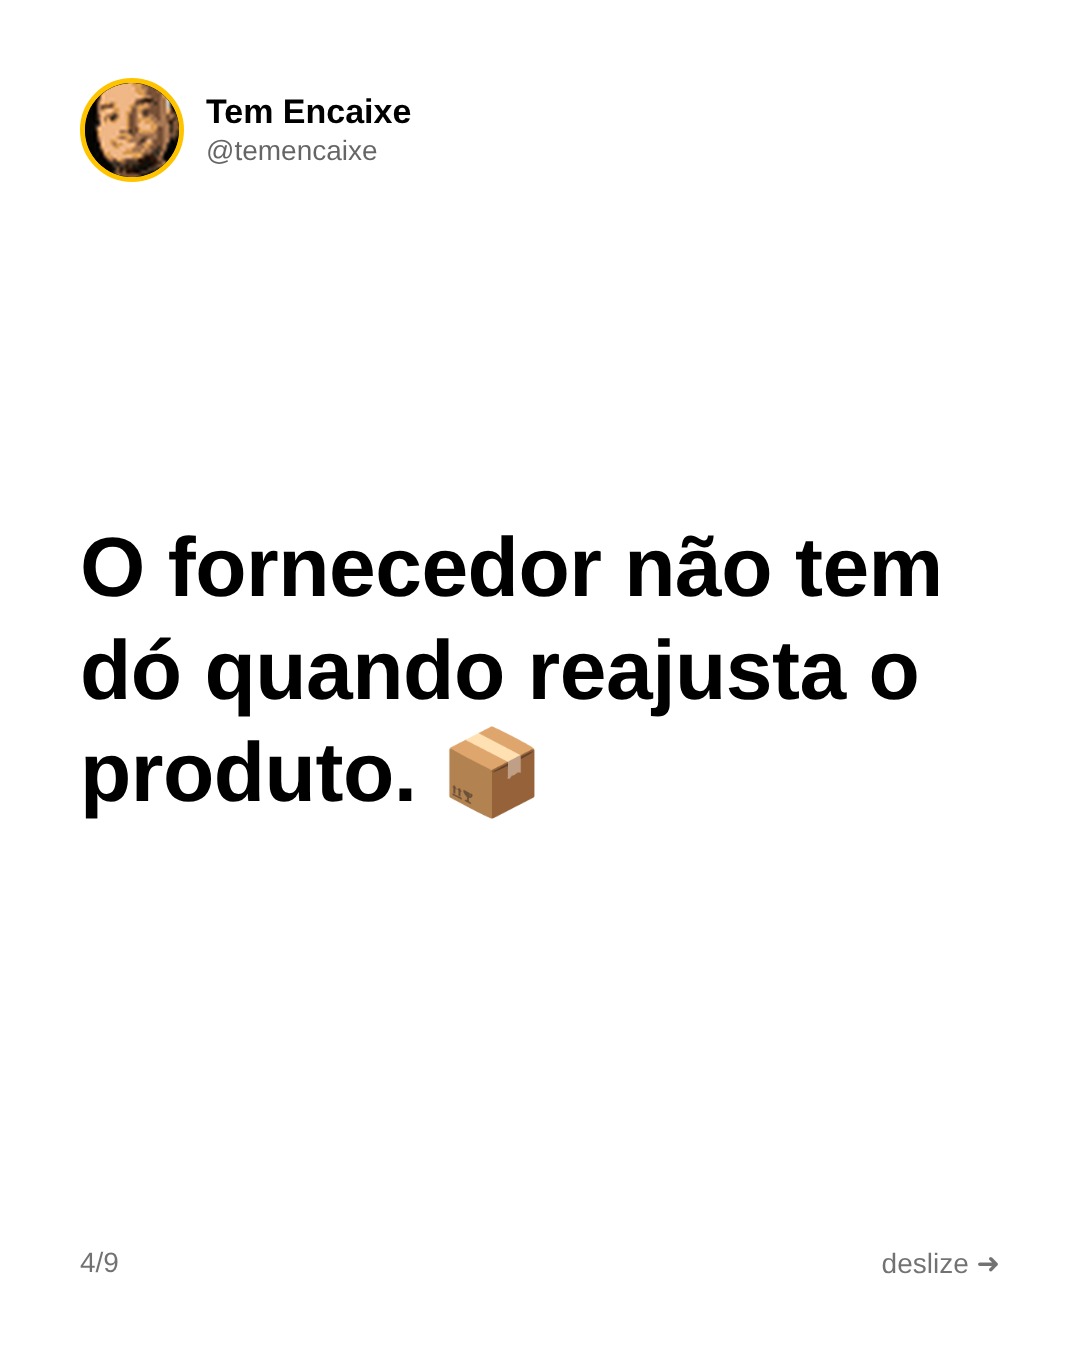 Tem Encaixe
@temencaixe
O fornecedor não tem
dó quando reajusta o
produto. 📦
4/9
deslize ➜